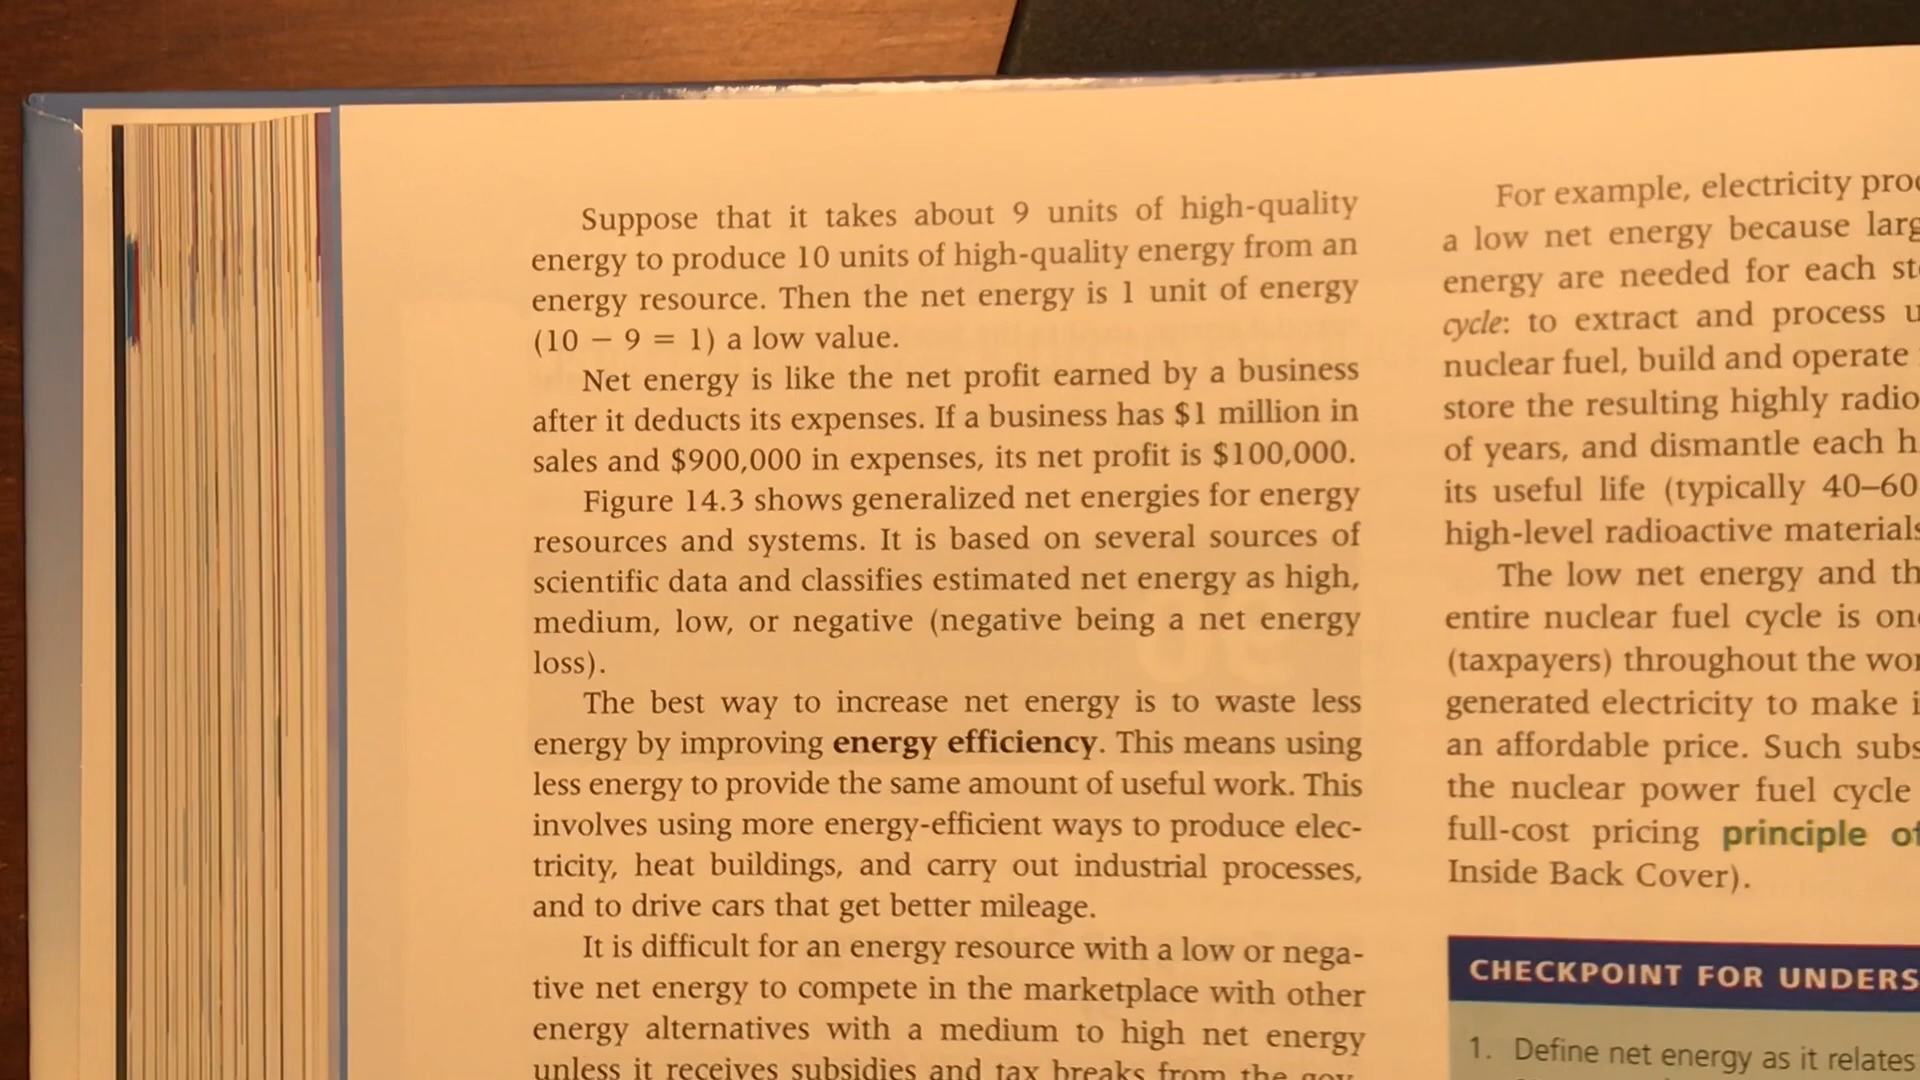 Suppose that it takes about 9 units of high-quality
energy to produce 10 units of high-quality energy from an
energy resource. Then the net energy is 1 unit of energy
(10 − 9 = 1) a low value.
Net energy is like the net profit earned by a business
after it deducts its expenses. If a business has $1 million in
sales and $900,000 in expenses, its net profit is $100,000.
Figure 14.3 shows generalized net energies for energy
resources and systems. It is based on several sources of
scientific data and classifies estimated net energy as high,
medium, low, or negative (negative being a net energy
loss).
The best way to increase net energy is to waste less
energy by improving energy efficiency. This means using
less energy to provide the same amount of useful work. This
involves using more energy-efficient ways to produce elec-
tricity, heat buildings, and carry out industrial processes,
and to drive cars that get better mileage.
It is difficult for an energy resource with a low or nega-
tive net energy to compete in the marketplace with other
energy alternatives with a medium to high net energy
unless it receives subsidies and tax breaks from the gov-
For example, electricity
a low net energy because
energy are needed for each
cycle: to extract and process
nuclear fuel, build and operate
store the resulting highly
of years, and dismantle each
its useful life (typically 40–60
high-level radioactive materials
The low net energy and
entire nuclear fuel cycle is
(taxpayers) throughout the
generated electricity to make
an affordable price. Such
the nuclear power fuel cycle
full-cost pricing principle of
Inside Back Cover).
CHECKPOINT FOR
1. Define net energy as it relates